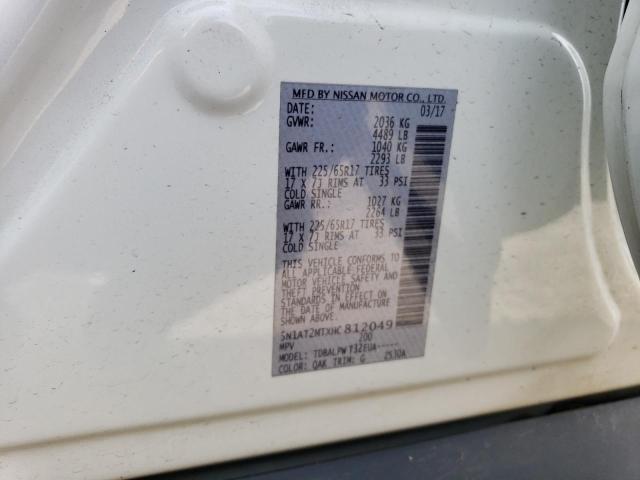 MFD BY NISSAN MOTOR CO., LTD.
DATE: 03/17
GVWR: 2036 KG
4489 LB
GAWR FR.: 1040 KG
2293 LB
WITH 225/65R17 TIRES
17 X 7J RIMS AT 33 PSI
COLD SINGLE
GAWR RR.: 1027 KG
2264 LB
WITH 225/65R17 TIRES
17 X 7J RIMS AT 33 PSI
COLD SINGLE
THIS VEHICLE CONFORMS TO
ALL APPLICABLE FEDERAL
MOTOR VEHICLE SAFETY AND
THEFT PREVENTION
STANDARDS IN EFFECT ON
THE DATE OF MANUFACTURE
SHOWN ABOVE.
5N1AT2MTXHC812049
MPV 200
MODEL: TDBALPW T32EUA-----
COLOR: QAK TRIM: G 2530A